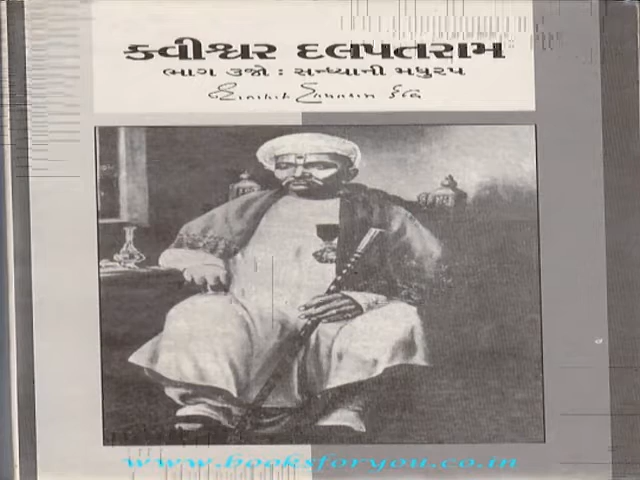 કવીશ્વર દલપતરામ
ભાગ ૩જો : સન્ધ્યાની મધુરપ
www.booksforyou.co.in